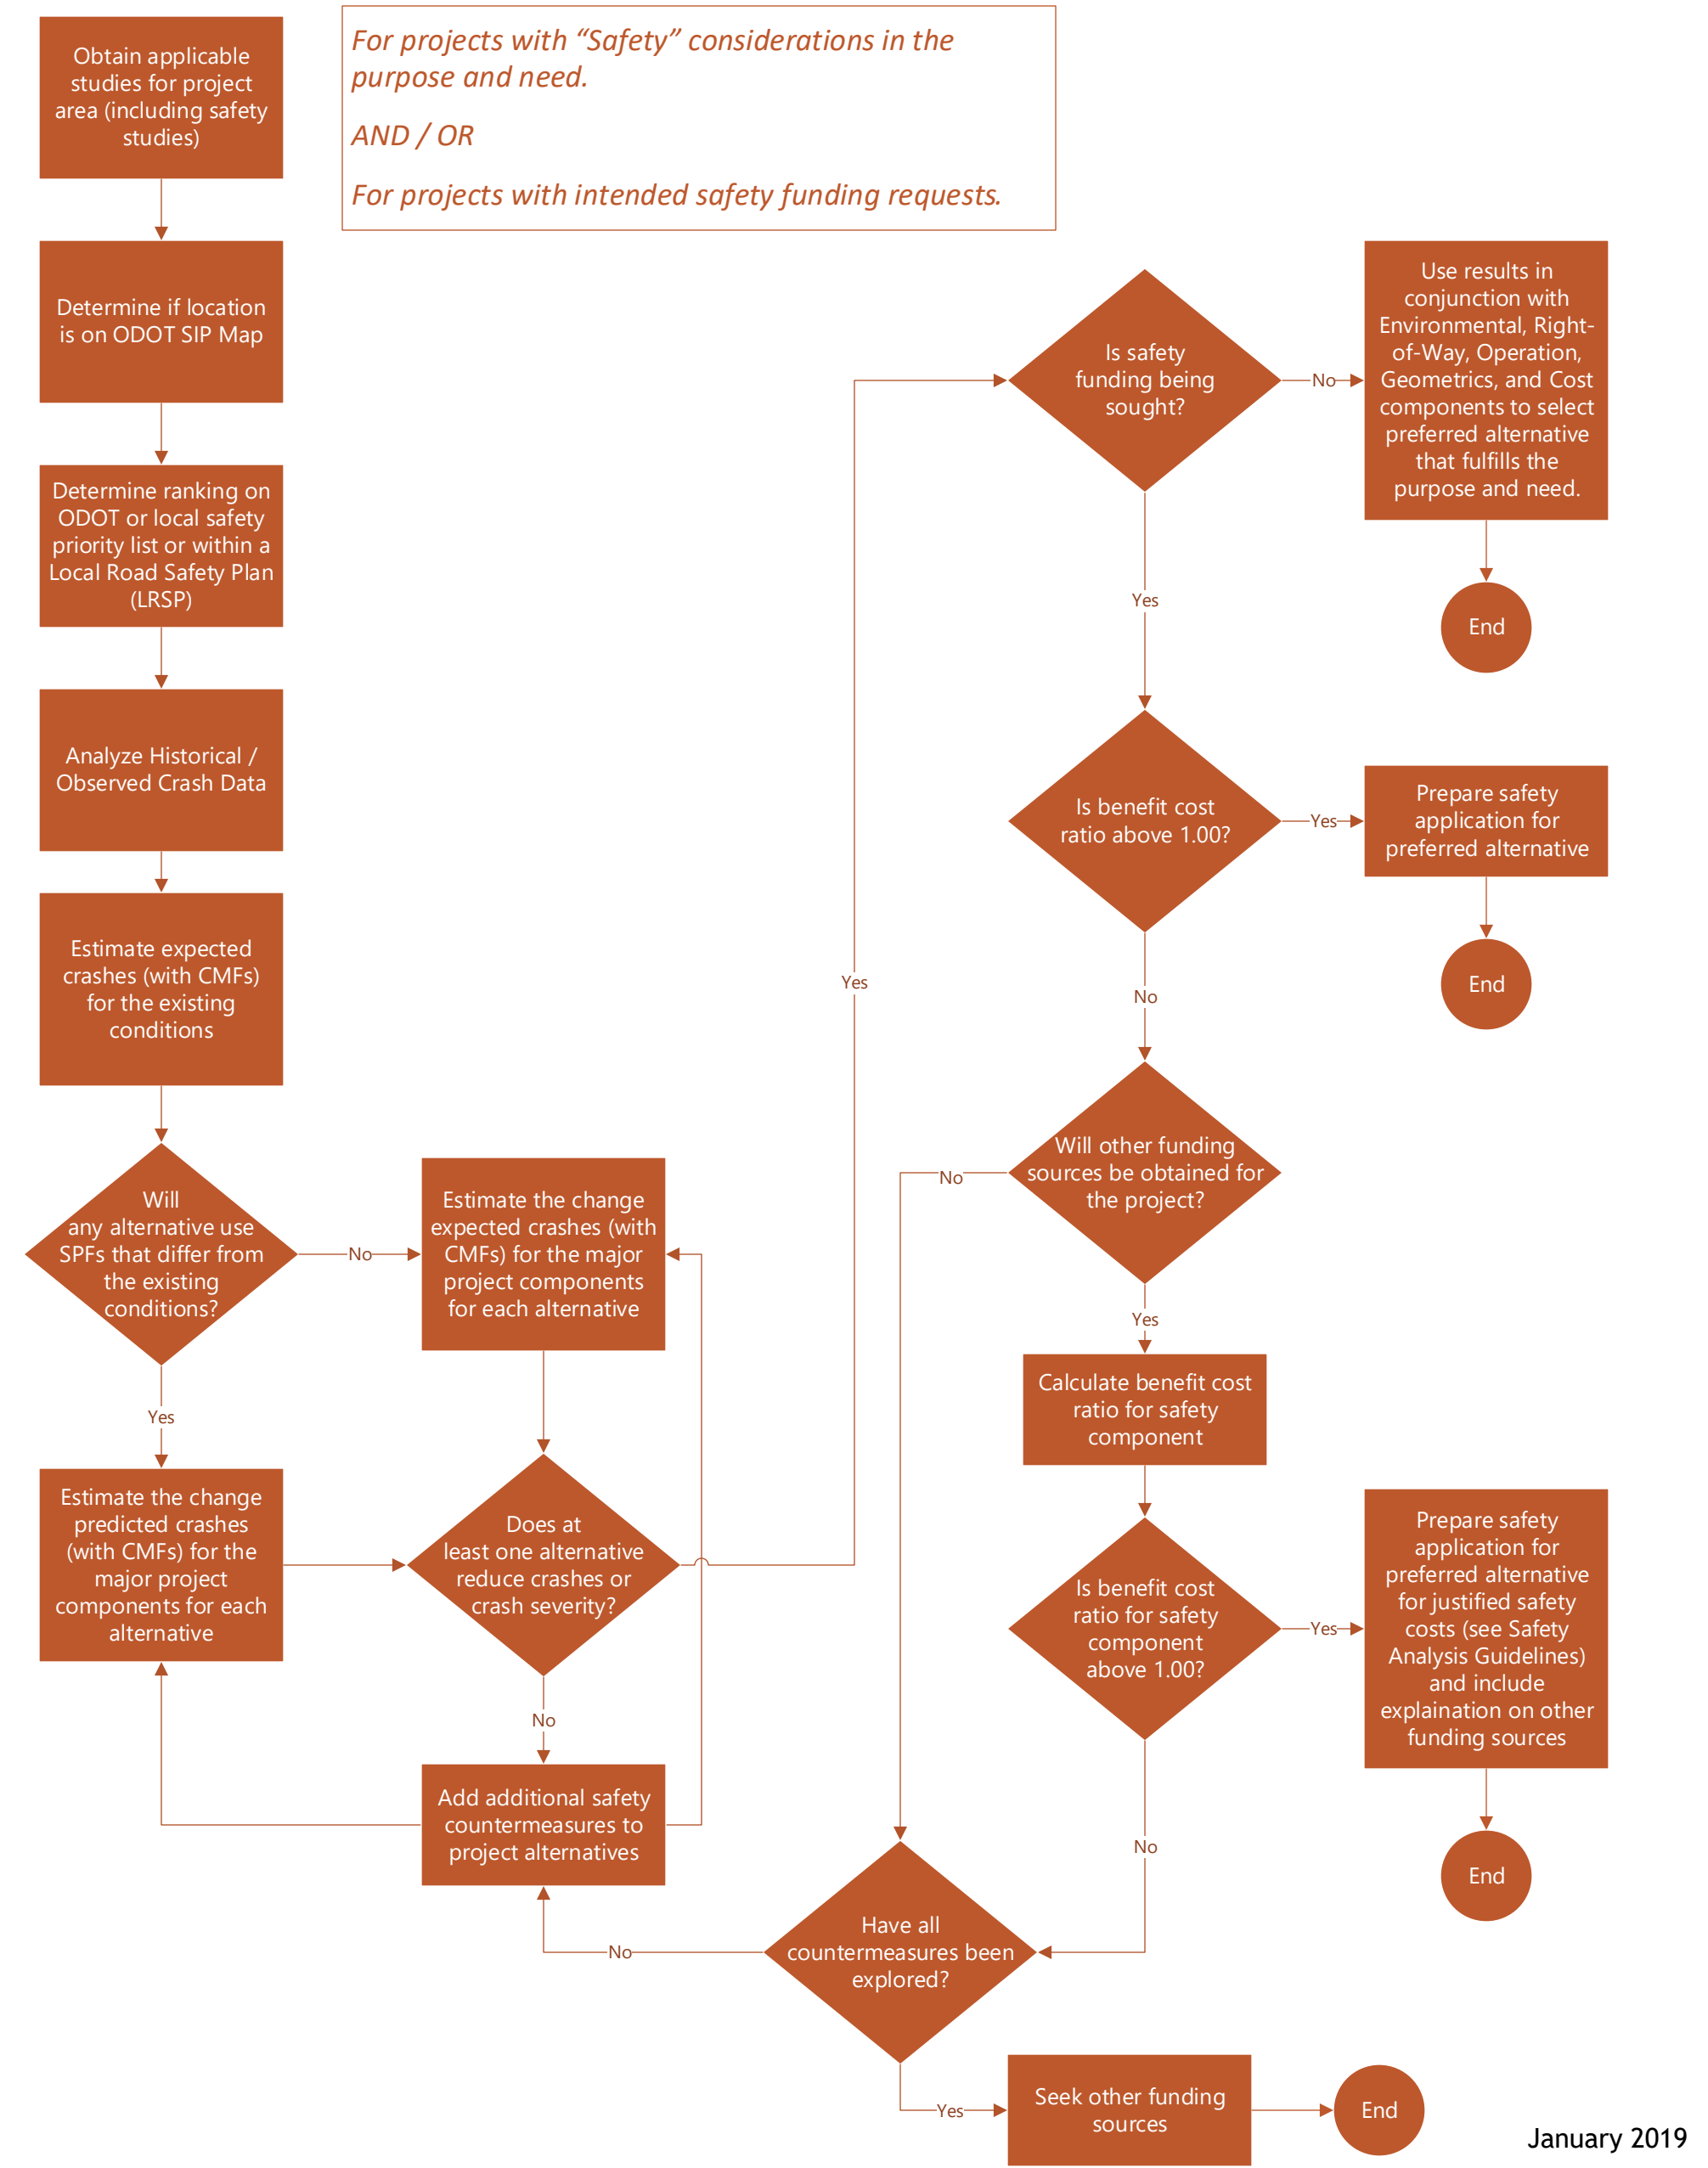 Obtain applicable
studies for project
area (including safety
studies)
For projects with “Safety” considerations in the
purpose and need.
AND / OR
For projects with intended safety funding requests.
Determine if location
is on ODOT SIP Map
Determine ranking on
ODOT or local safety
priority list or within a
Local Road Safety Plan
(LRSP)
Analyze Historical /
Observed Crash Data
Estimate expected
crashes (with CMFs)
for the existing
conditions
Will
any alternative use
SPFs that differ from
the existing
conditions?
No
Yes
Estimate the change
expected crashes (with
CMFs) for the major
project components
for each alternative
Estimate the change
predicted crashes
(with CMFs) for the
major project
components for each
alternative
Does at
least one alternative
reduce crashes or
crash severity?
Yes
No
Add additional safety
countermeasures to
project alternatives
Is safety
funding being
sought?
No
Use results in
conjunction with
Environmental, Right-
of-Way, Operation,
Geometrics, and Cost
components to select
preferred alternative
that fulfills the
purpose and need.
End
Yes
Is benefit cost
ratio above 1.00?
Yes
Prepare safety
application for
preferred alternative
End
No
Will other funding
sources be obtained for
the project?
No
Yes
Calculate benefit cost
ratio for safety
component
Is benefit cost
ratio for safety
component
above 1.00?
Yes
Prepare safety
application for
preferred alternative
for justified safety
costs (see Safety
Analysis Guidelines)
and include
explaination on other
funding sources
End
No
Have all
countermeasures been
explored?
No
Yes
Seek other funding
sources
End
January 2019